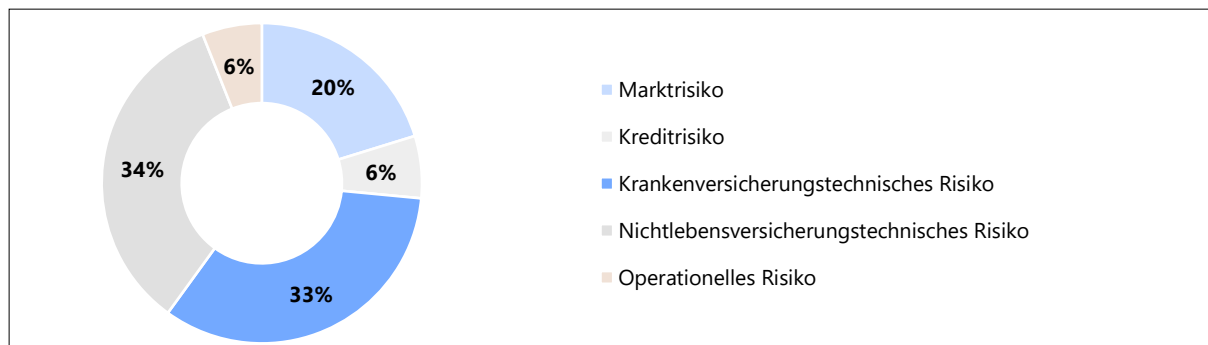 6%
20%
6%
34%
33%
Marktrisiko
Kreditrisiko
Krankenversicherungstechnisches Risiko
Nichtlebensversicherungstechnisches Risiko
Operationelles Risiko